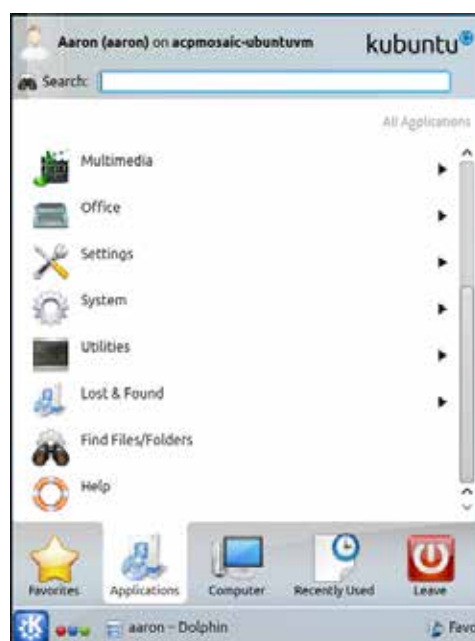 Aaron (aaron) on acpmosaic-ubuntuvm
kubuntu
Search:
All Applications
Multimedia
Office
Settings
System
Utilities
Lost & Found
Find Files/Folders
Help
Favorites
Applications
Computer
Recently Used
Leave
aaron – Dolphin
Favo